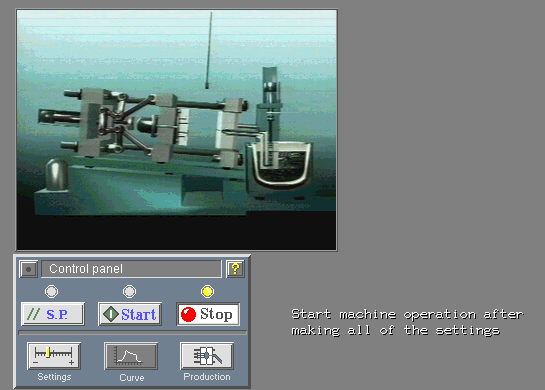 Control panel
?
// S.P.
Start
Stop
Start machine operation after
making all of the settings
- +
Settings
Curve
Production